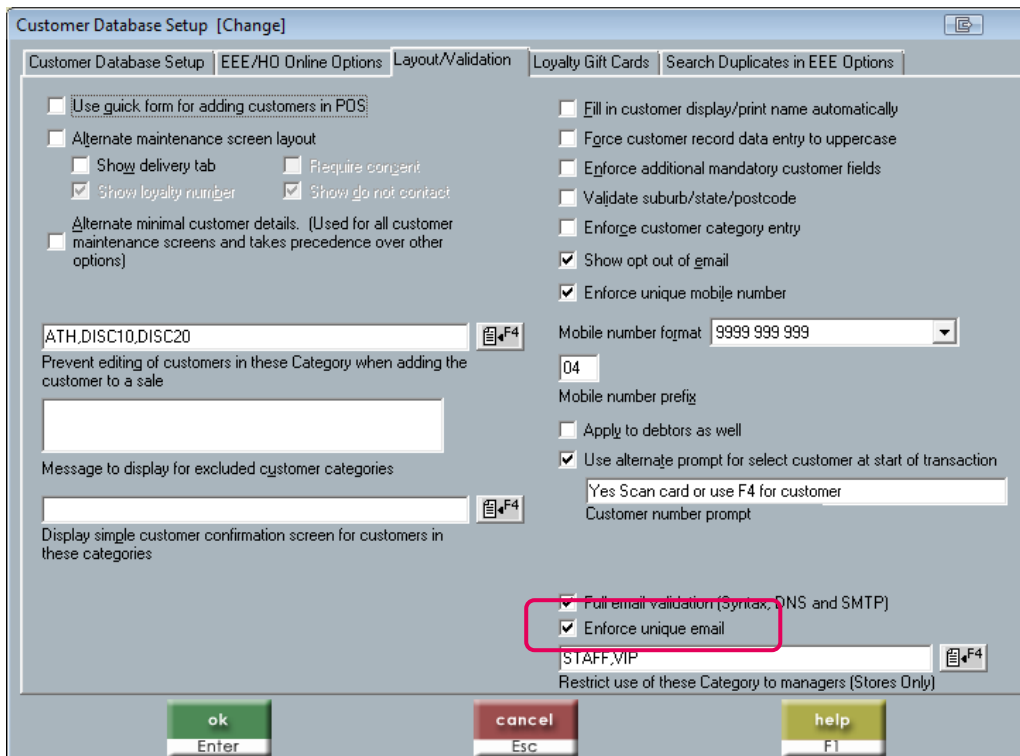 Customer Database Setup [Change]
Customer Database Setup
EEE/HO Online Options
Layout/Validation
Loyalty Gift Cards
Search Duplicates in EEE Options
Use quick form for adding customers in POS
Alternate maintenance screen layout
Show delivery tab
Require consent
Show loyalty number
Show do not contact
Alternate minimal customer details. (Used for all customer
maintenance screens and takes precedence over other
options)
ATH,DISC10,DISC20
F4
Prevent editing of customers in these Category when adding the
customer to a sale
Message to display for excluded customer categories
F4
Display simple customer confirmation screen for customers in
these categories
Fill in customer display/print name automatically
Force customer record data entry to uppercase
Enforce additional mandatory customer fields
Validate suburb/state/postcode
Enforce customer category entry
Show opt out of email
Enforce unique mobile number
Mobile number format 9999 999 999
04
Mobile number prefix
Apply to debtors as well
Use alternate prompt for select customer at start of transaction
Yes Scan card or use F4 for customer
Customer number prompt
Full email validation (Syntax, DNS and SMTP)
Enforce unique email
STAFF,VIP
F4
Restrict use of these Category to managers (Stores Only)
ok
Enter
cancel
Esc
help
F1